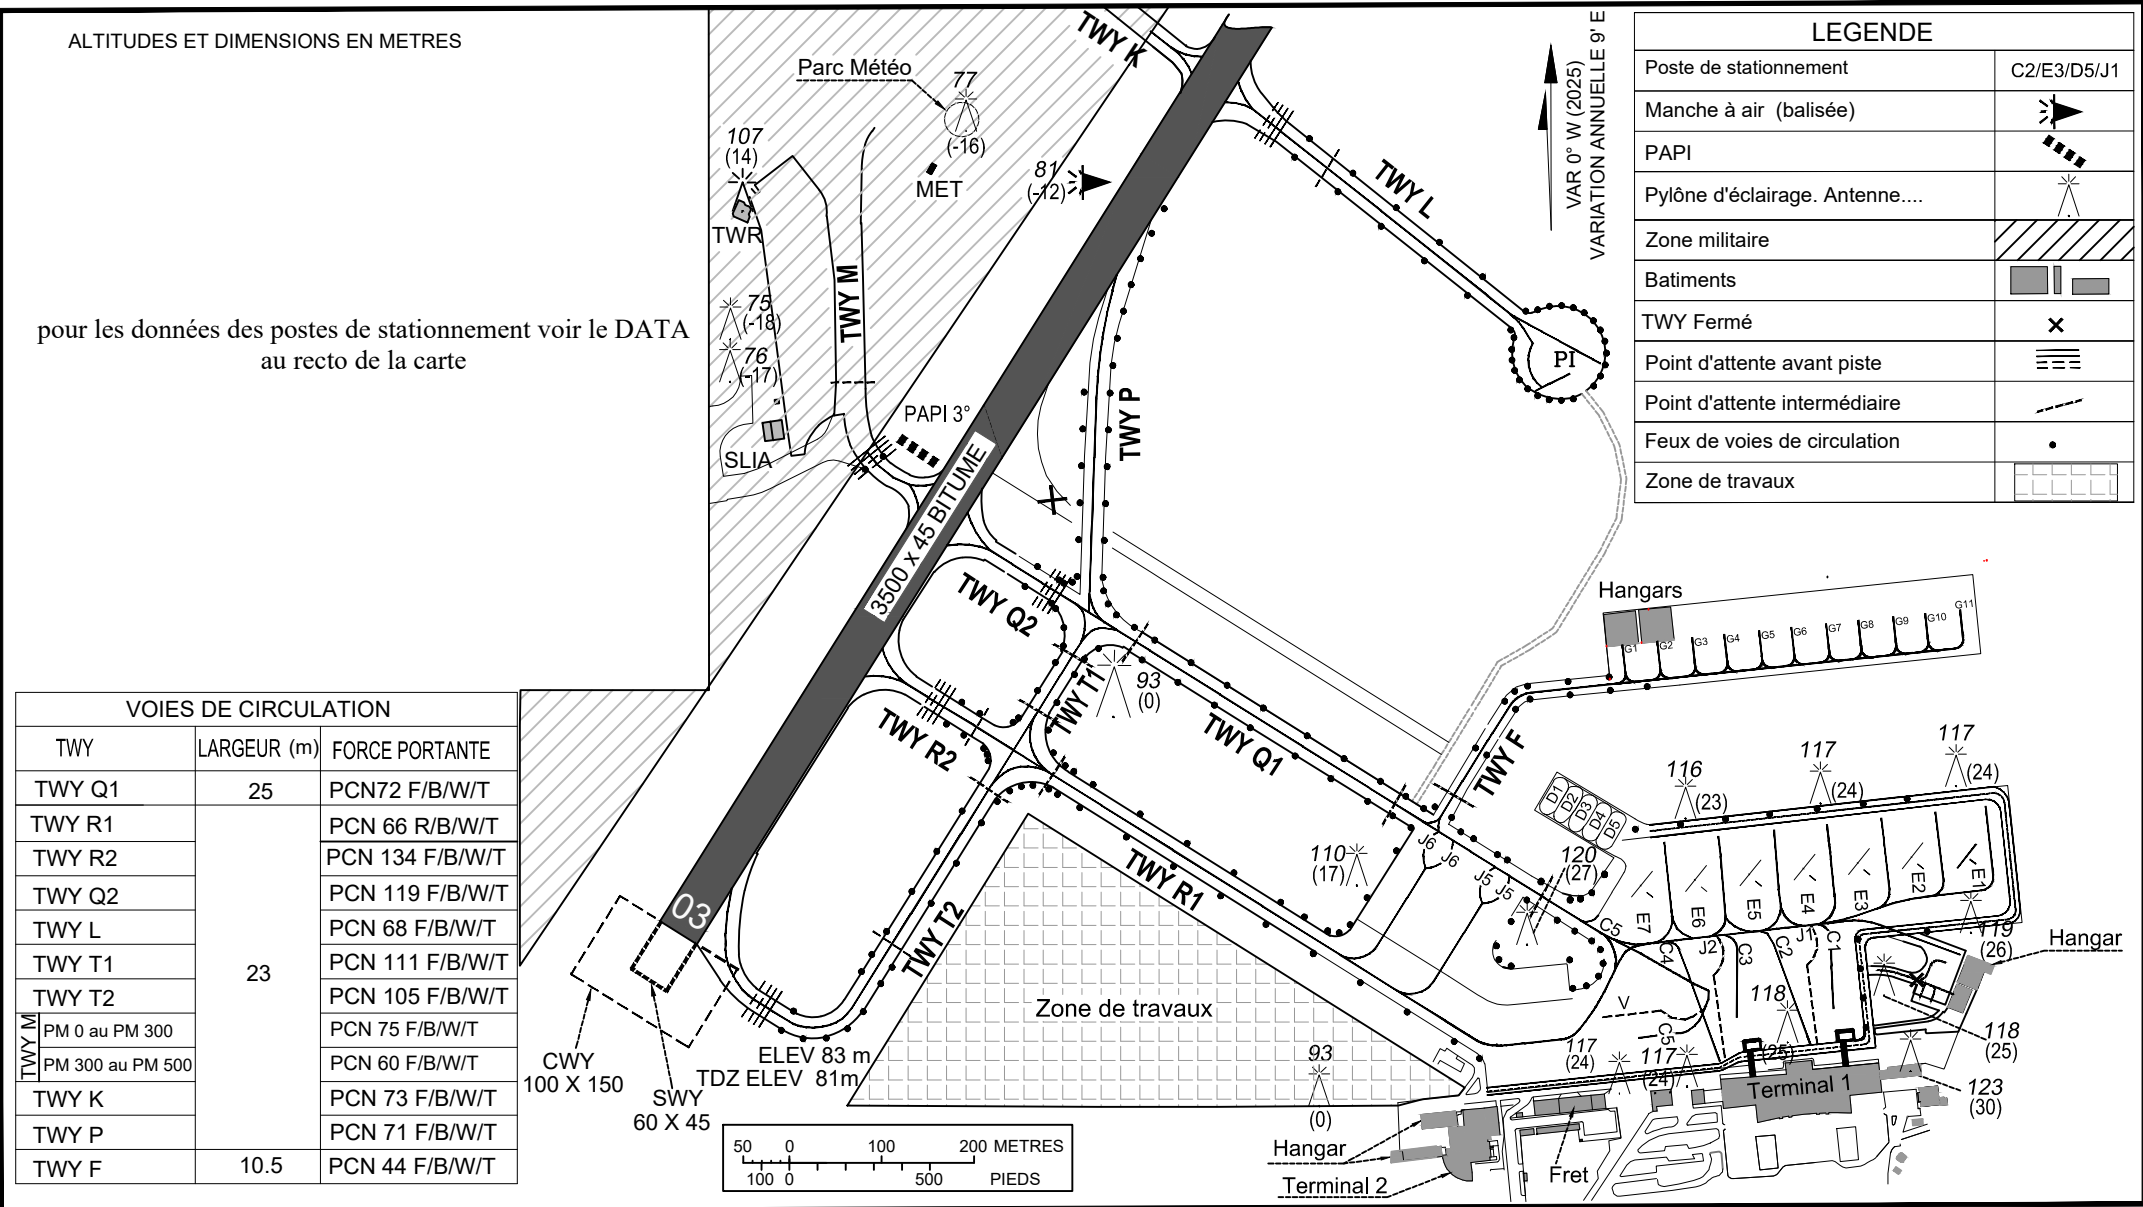 ALTITUDES ET DIMENSIONS EN METRES
pour les données des postes de stationnement voir le DATA
au recto de la carte
VOIES DE CIRCULATION
TWY LARGEUR (m) FORCE PORTANTE
TWY Q1 25 PCN72 F/B/W/T
TWY R1 PCN 66 R/B/W/T
TWY R2 PCN 134 F/B/W/T
TWY Q2 PCN 119 F/B/W/T
TWY L PCN 68 F/B/W/T
TWY T1 23 PCN 111 F/B/W/T
TWY T2 PCN 105 F/B/W/T
TWY M
PM 0 au PM 300 PCN 75 F/B/W/T
PM 300 au PM 500 PCN 60 F/B/W/T
TWY K PCN 73 F/B/W/T
TWY P PCN 71 F/B/W/T
TWY F 10.5 PCN 44 F/B/W/T
LEGENDE
Poste de stationnement C2/E3/D5/J1
Manche à air (balisée)
PAPI
Pylône d'éclairage. Antenne....
Zone militaire
Batiments
TWY Fermé
Point d'attente avant piste
Point d'attente intermédiaire
Feux de voies de circulation
Zone de travaux
VAR 0° W (2025)
VARIATION ANNUELLE 9' E
TWY K
Parc Météo
77
(-16)
MET
107
(14)
TWR
81
(-12)
75
(-18)
76
(-17)
SLIA
TWY M
PAPI 3°
TWY L
PI
TWY P
3500 x 45 BITUME
TWY Q2
TWY T1
93
(0)
TWY R2
TWY Q1
TWY F
Hangars
G1
G2
G3
G4
G5
G6
G7
G8
G9
G10
G11
117
(24)
117
(24)
116
(23)
D1
D2
D3
D4
D5
110
(17)
120
(27)
J6
J6
J5
J5
C5
E7
E6
E5
E4
E3
E2
E1
119
(26)
Hangar
C4
J2
C3
C2
J1
C1
V
C5
118
(25)
118
(25)
117
(24)
117
(24)
123
(30)
Terminal 1
TWY R1
TWY T2
03
Zone de travaux
93
(0)
CWY
100 X 150
SWY
60 X 45
ELEV 83 m
TDZ ELEV 81m
50 0 100 200 METRES
100 0 500 PIEDS
Hangar
Terminal 2
Fret